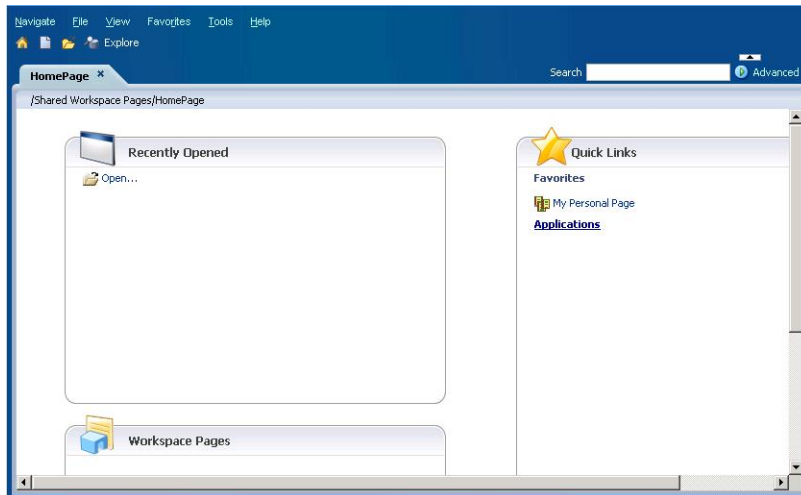 Navigate File View Favorites Tools Help
Explore
HomePage
Search Advanced
/Shared Workspace Pages/HomePage
Recently Opened
Open...
Quick Links
Favorites
My Personal Page
Applications
Workspace Pages